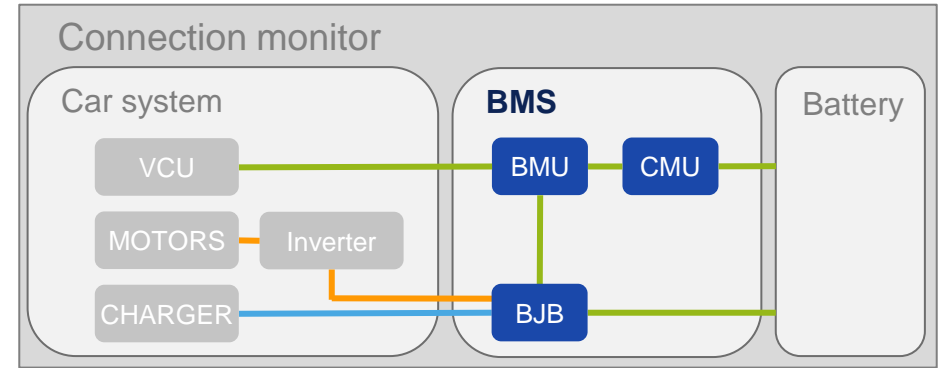 Connection monitor
Car system
VCU
MOTORS
Inverter
CHARGER
BMS
BMU
CMU
BJB
Battery